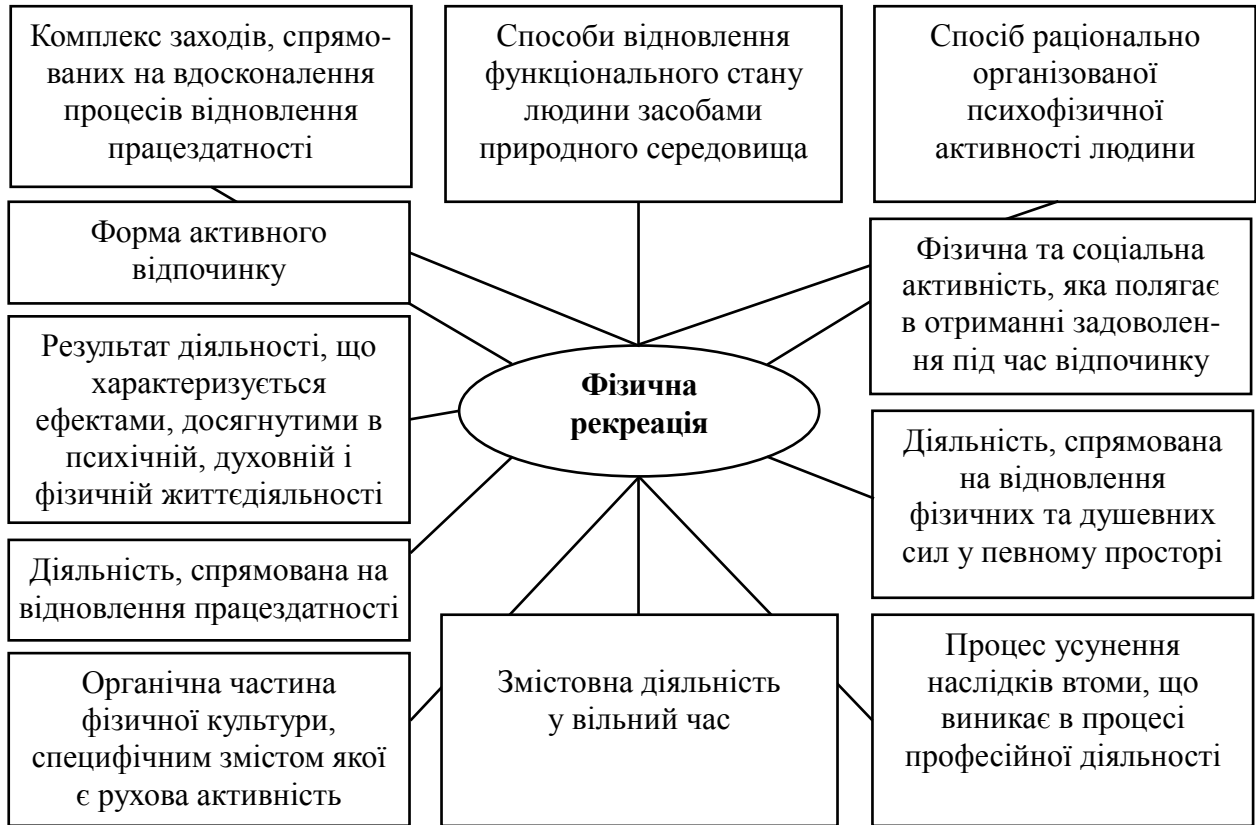 Комплекс заходів, спрямо-
ваних на вдосконалення
процесів відновлення
працездатності
Способи відновлення
функціонального стану
людини засобами
природного середовища
Спосіб раціонально
організованої
психофізичної
активності людини
Форма активного
відпочинку
Фізична та соціальна
активність, яка полягає
в отриманні задоволен-
ня під час відпочинку
Результат діяльності, що
характеризується
ефектами, досягнутими в
психічній, духовній і
фізичній життєдіяльності
Фізична
рекреація
Діяльність, спрямована
на відновлення
фізичних та душевних
сил у певному просторі
Діяльність, спрямована на
відновлення працездатності
Органічна частина
фізичної культури,
специфічним змістом якої
є рухова активність
Змістовна діяльність
у вільний час
Процес усунення
наслідків втоми, що
виникає в процесі
професійної діяльності